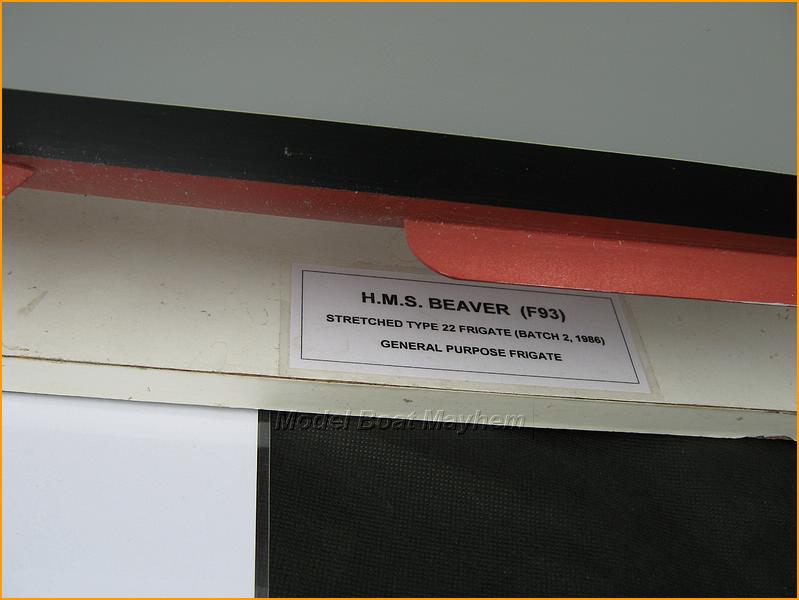 H.M.S. BEAVER (F93)
STRETCHED TYPE 22 FRIGATE (BATCH 2, 1986)
GENERAL PURPOSE FRIGATE
Model Boat Mayhem